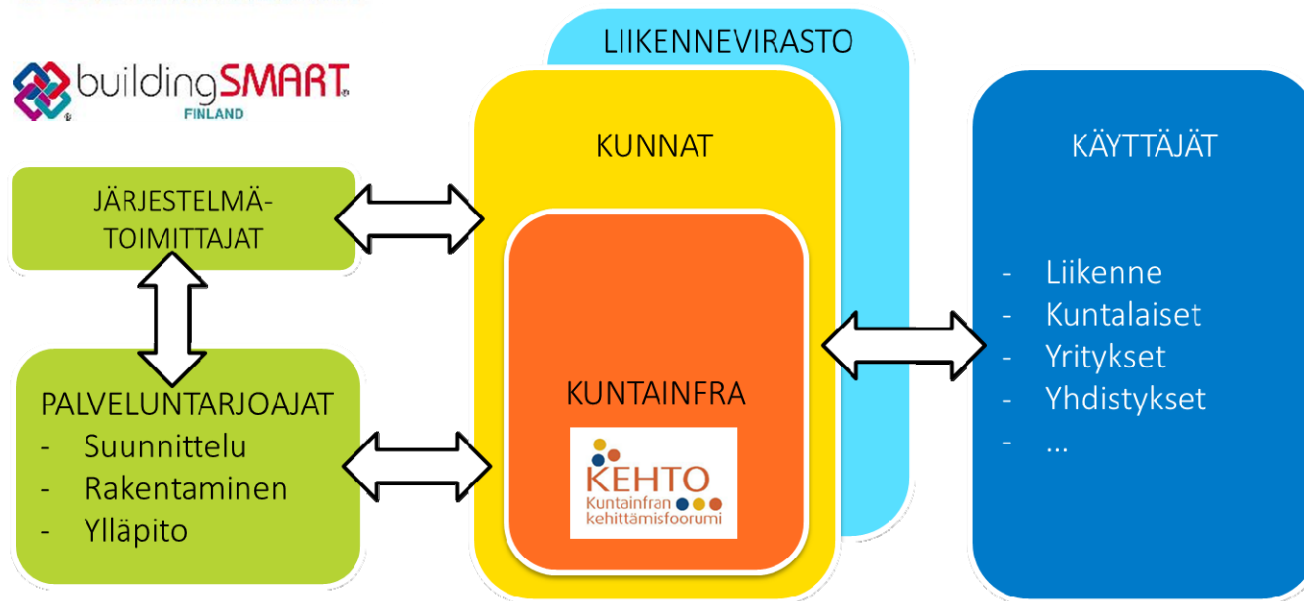 buildingSMART®
FINLAND
®
LIIKENNEVIRASTO
KUNNAT
KÄYTTÄJÄT
JÄRJESTELMÄ-
TOIMITTAJAT
- Liikenne
- Kuntalaiset
- Yritykset
- Yhdistykset
- ...
PALVELUNTARJOAJAT
- Suunnittelu
- Rakentaminen
- Ylläpito
KUNTAINFRA
KEHTO
Kuntainfran
kehittämisfoorumi